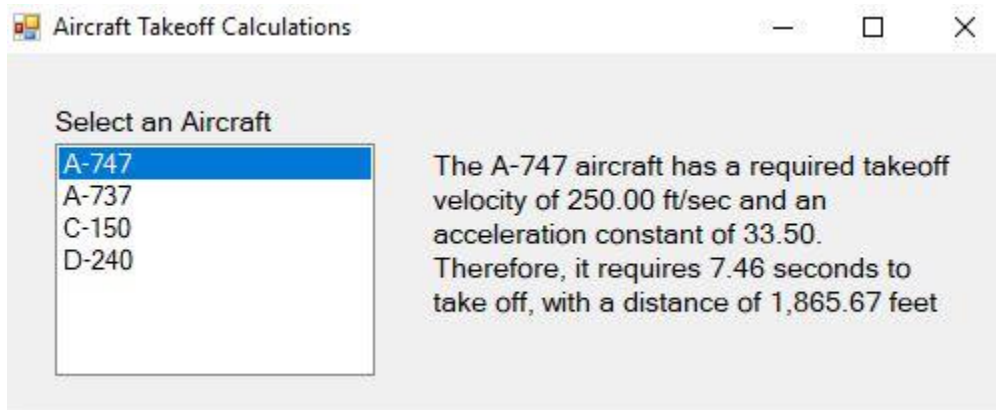 Aircraft Takeoff Calculations
Select an Aircraft
A-747
A-737
C-150
D-240
The A-747 aircraft has a required takeoff
velocity of 250.00 ft/sec and an
acceleration constant of 33.50.
Therefore, it requires 7.46 seconds to
take off, with a distance of 1,865.67 feet